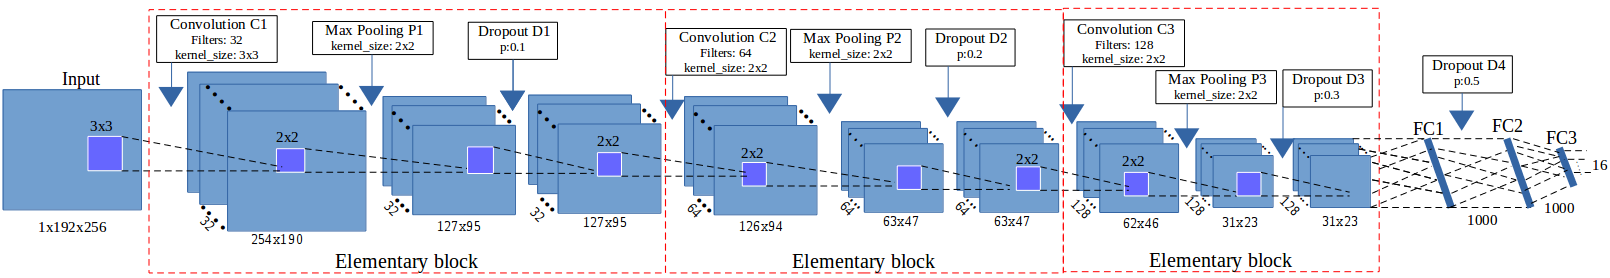 Input
3x3
1x192x256
Convolution C1
Filters: 32
kernel_size: 3x3
2x2
32
254x190
Max Pooling P1
kernel_size: 2x2
32
127x95
Dropout D1
p:0.1
2x2
32
127x95
Elementary block
Convolution C2
Filters: 64
kernel_size: 2x2
2x2
64
126x94
Max Pooling P2
kernel_size: 2x2
64
63x47
Dropout D2
p:0.2
2x2
64
63x47
Elementary block
Convolution C3
Filters: 128
kernel_size: 2x2
2x2
128
62x46
Max Pooling P3
kernel_size: 2x2
128
31x23
Dropout D3
p:0.3
128
31x23
Elementary block
Dropout D4
p:0.5
FC1
FC2
FC3
1000
1000
16